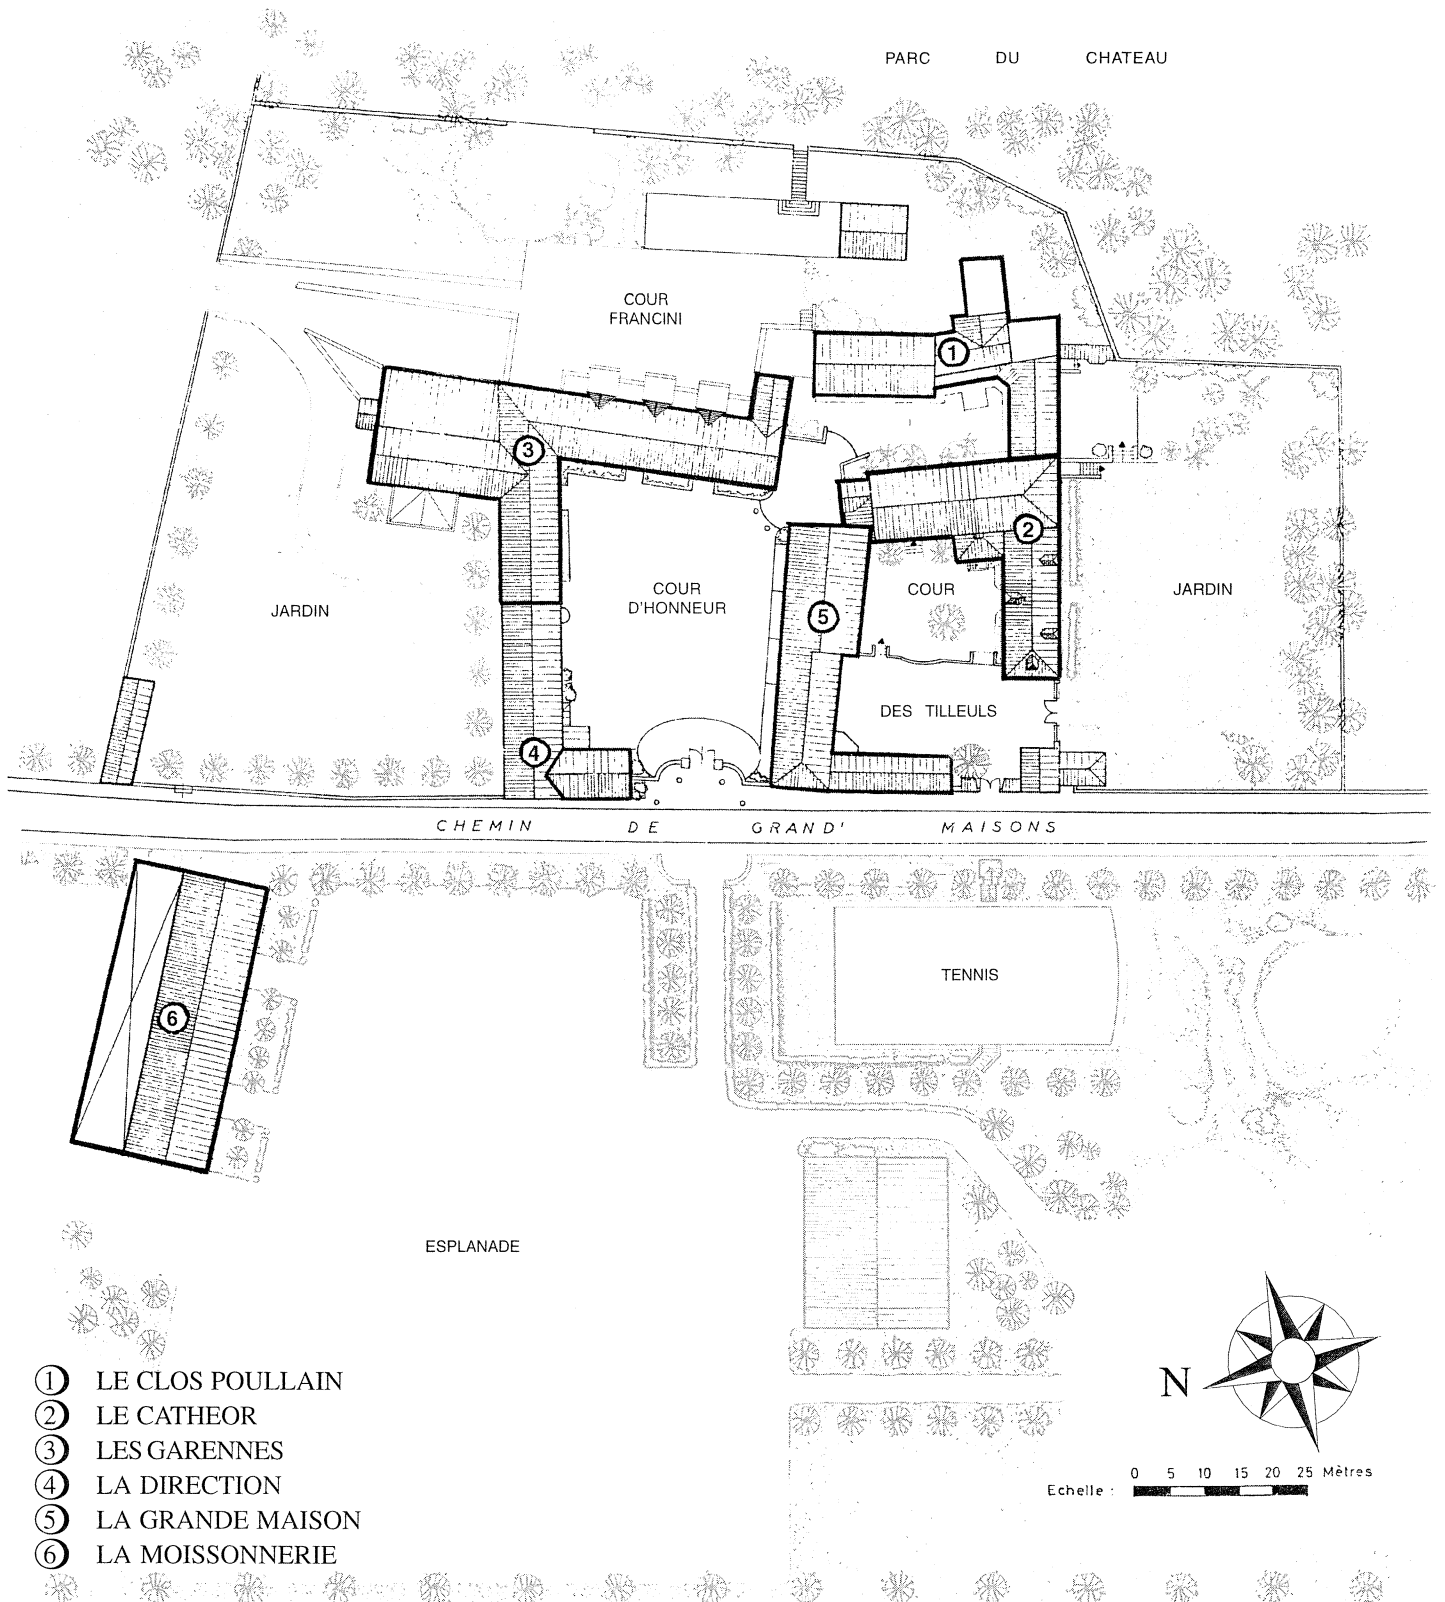 PARC DU CHATEAU
COUR
FRANCINI
1
3
2
COUR
D'HONNEUR
COUR
JARDIN
JARDIN
5
DES TILLEULS
4
CHEMIN DE GRAND' MAISONS
TENNIS
6
ESPLANADE
N
1 LE CLOS POULLAIN
2 LE CATHEOR
3 LES GARENNES
4 LA DIRECTION
5 LA GRANDE MAISON
6 LA MOISSONNERIE
0 5 10 15 20 25 Mètres
Echelle :